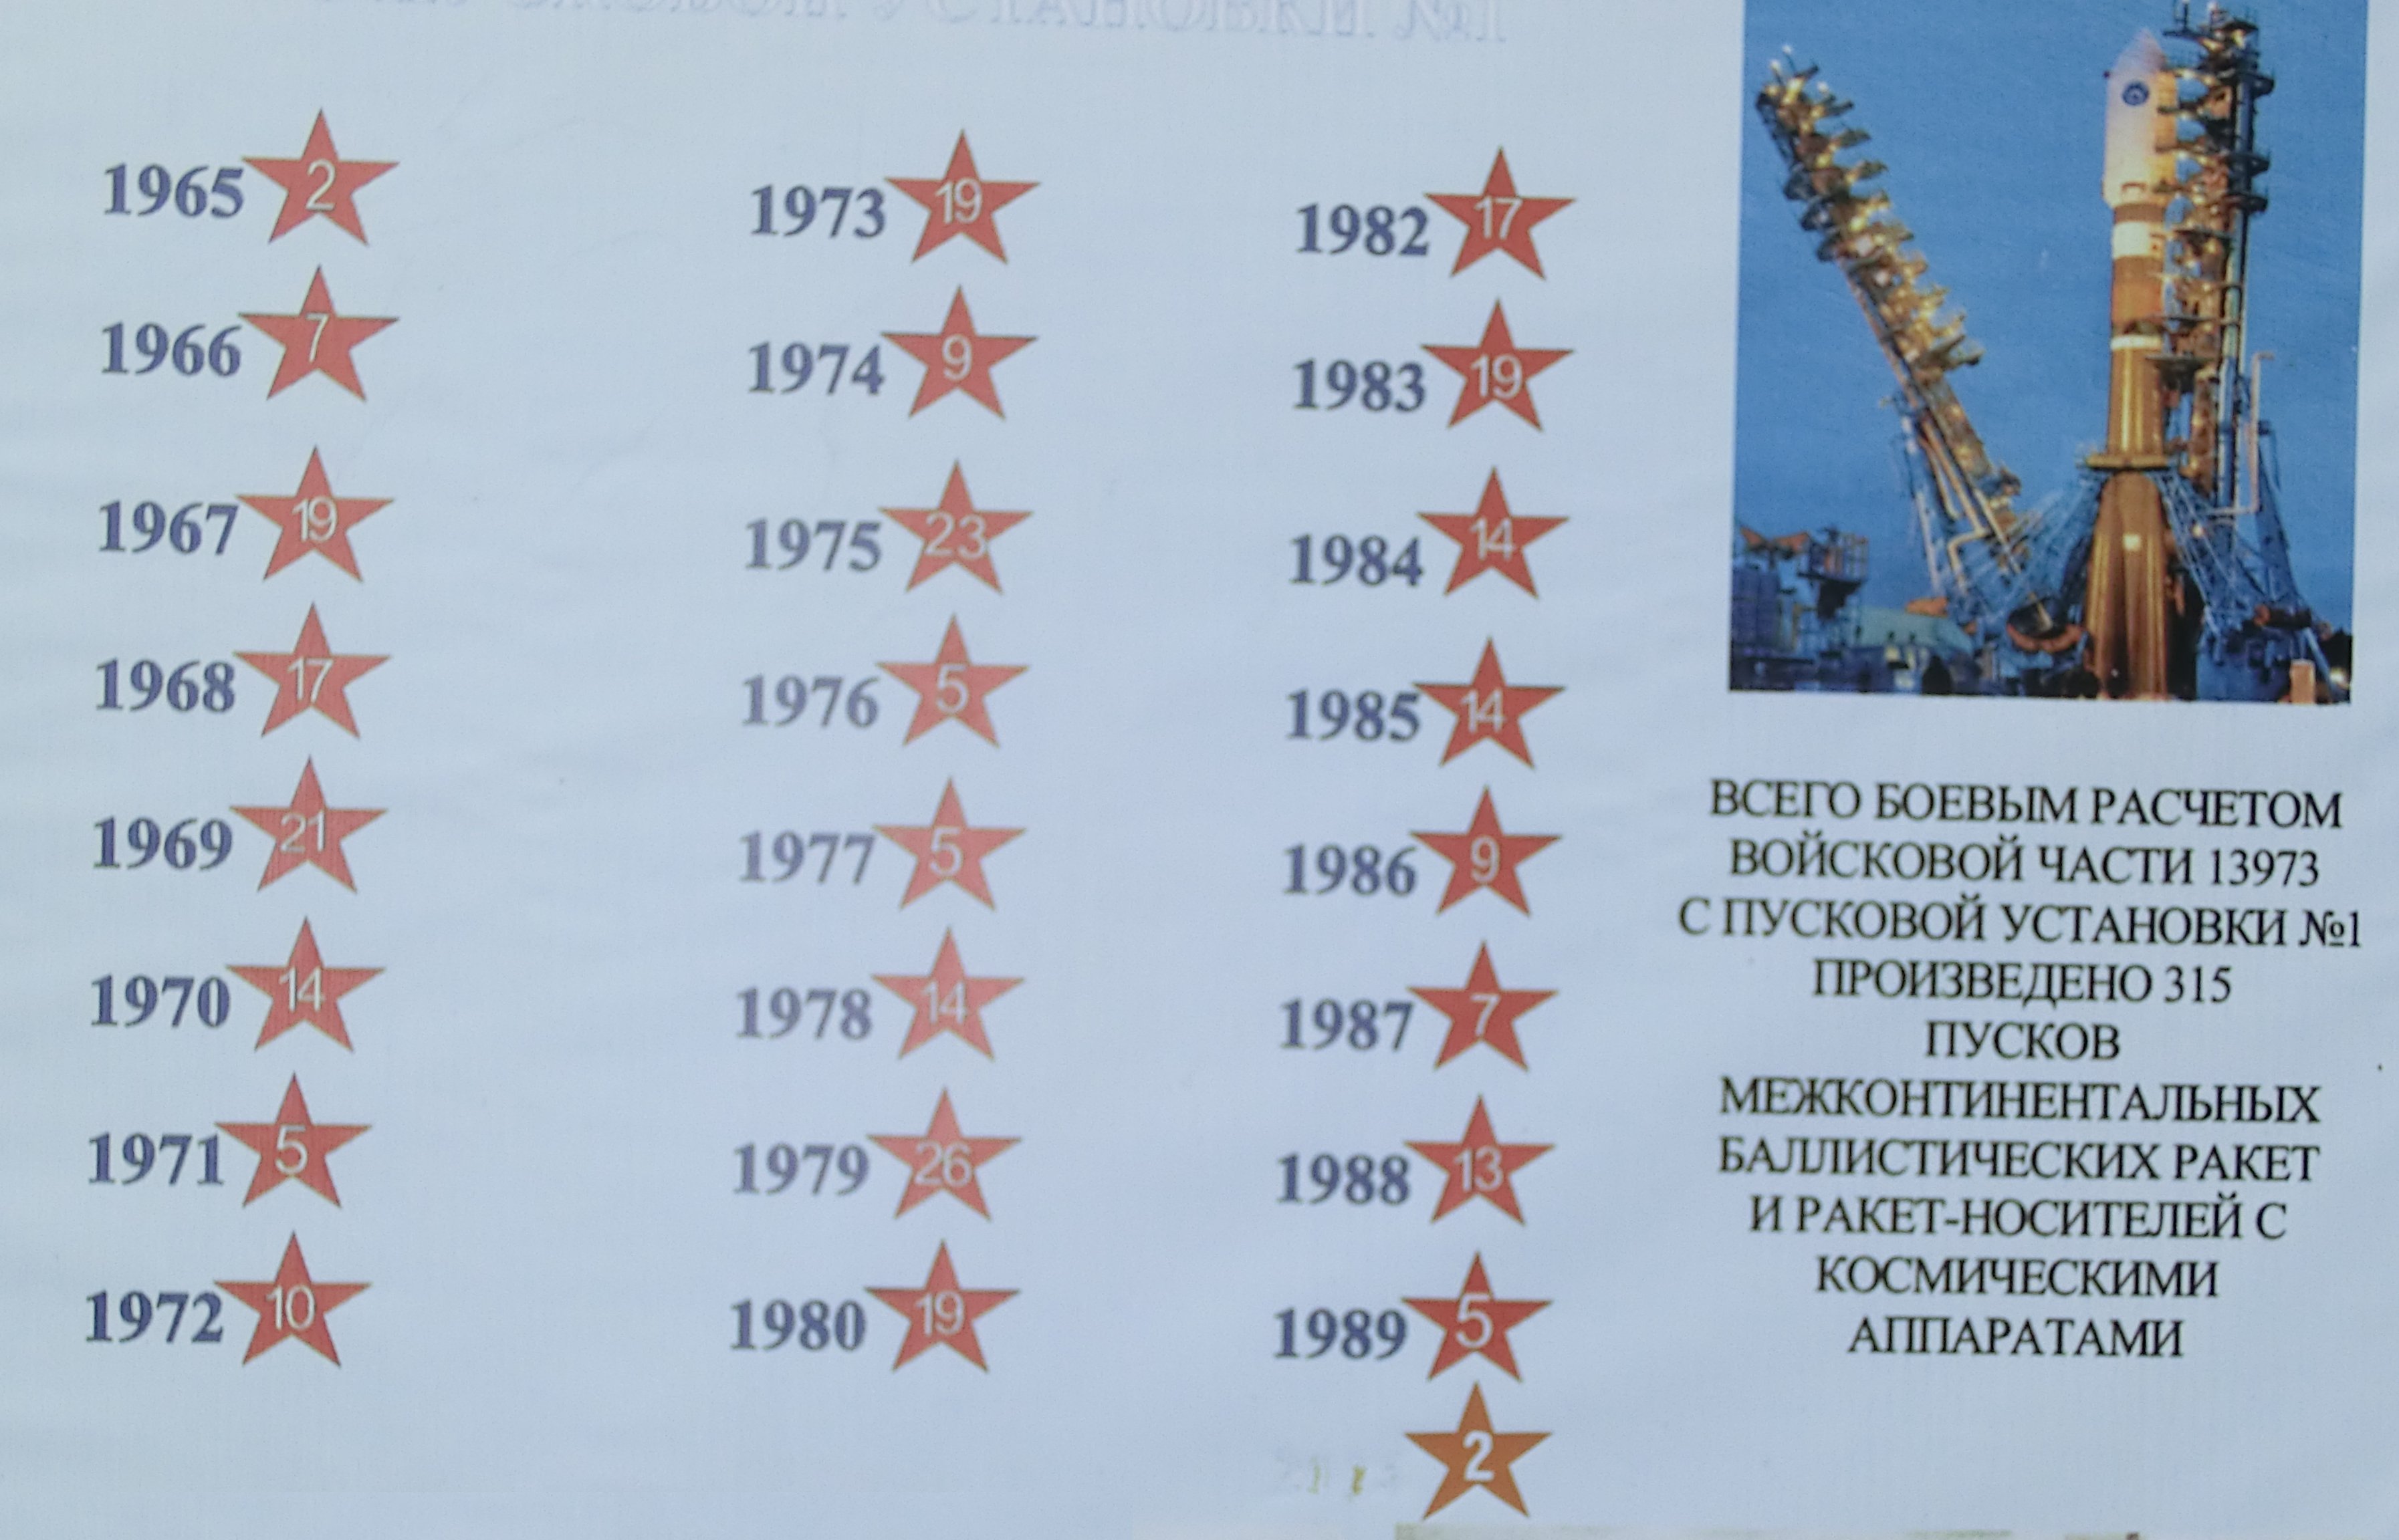 УСТАНОВКИ №1
1965 2
1966 7
1967 19
1968 17
1969 21
1970 14
1971 5
1972 10
1973 19
1974 9
1975 23
1976 5
1977 5
1978 14
1979 26
1980 19
1982 17
1983 19
1984 14
1985 14
1986 9
1987 7
1988 13
1989 5
2
ВСЕГО БОЕВЫМ РАСЧЕТОМ
ВОЙСКОВОЙ ЧАСТИ 13973
С ПУСКОВОЙ УСТАНОВКИ №1
ПРОИЗВЕДЕНО 315
ПУСКОВ
МЕЖКОНТИНЕНТАЛЬНЫХ
БАЛЛИСТИЧЕСКИХ РАКЕТ
И РАКЕТ-НОСИТЕЛЕЙ С
КОСМИЧЕСКИМИ
АППАРАТАМИ